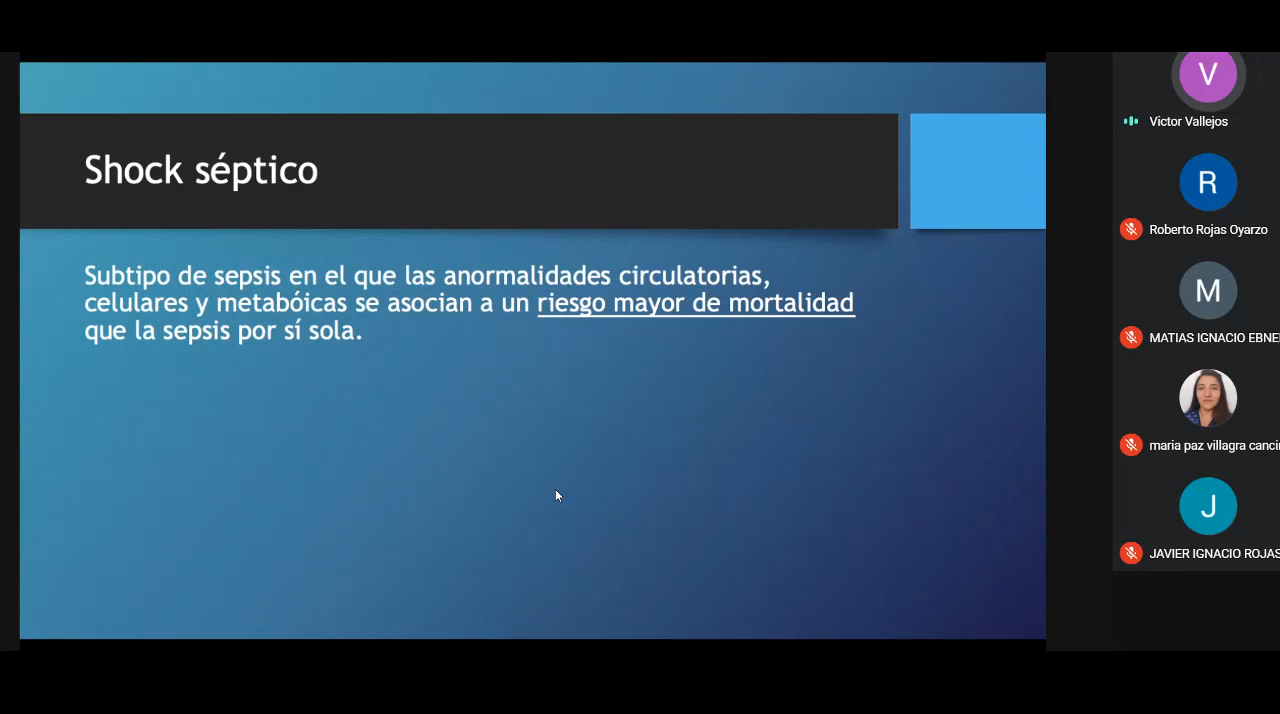 Shock séptico
Subtipo de sepsis en el que las anormalidades circulatorias,
celulares y metabóicas se asocian a un riesgo mayor de mortalidad
que la sepsis por sí sola.
V
Victor Vallejos
R
Roberto Rojas Oyarzo
M
MATIAS IGNACIO EBNE
maria paz villagra canci
J
JAVIER IGNACIO ROJAS